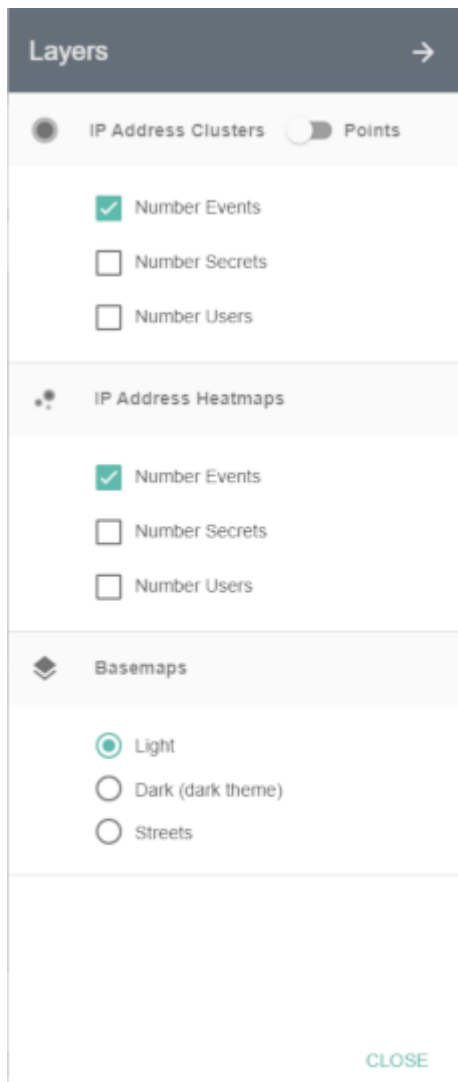 Layers
IP Address Clusters Points
Number Events
Number Secrets
Number Users
IP Address Heatmaps
Number Events
Number Secrets
Number Users
Basemaps
Light
Dark (dark theme)
Streets
CLOSE